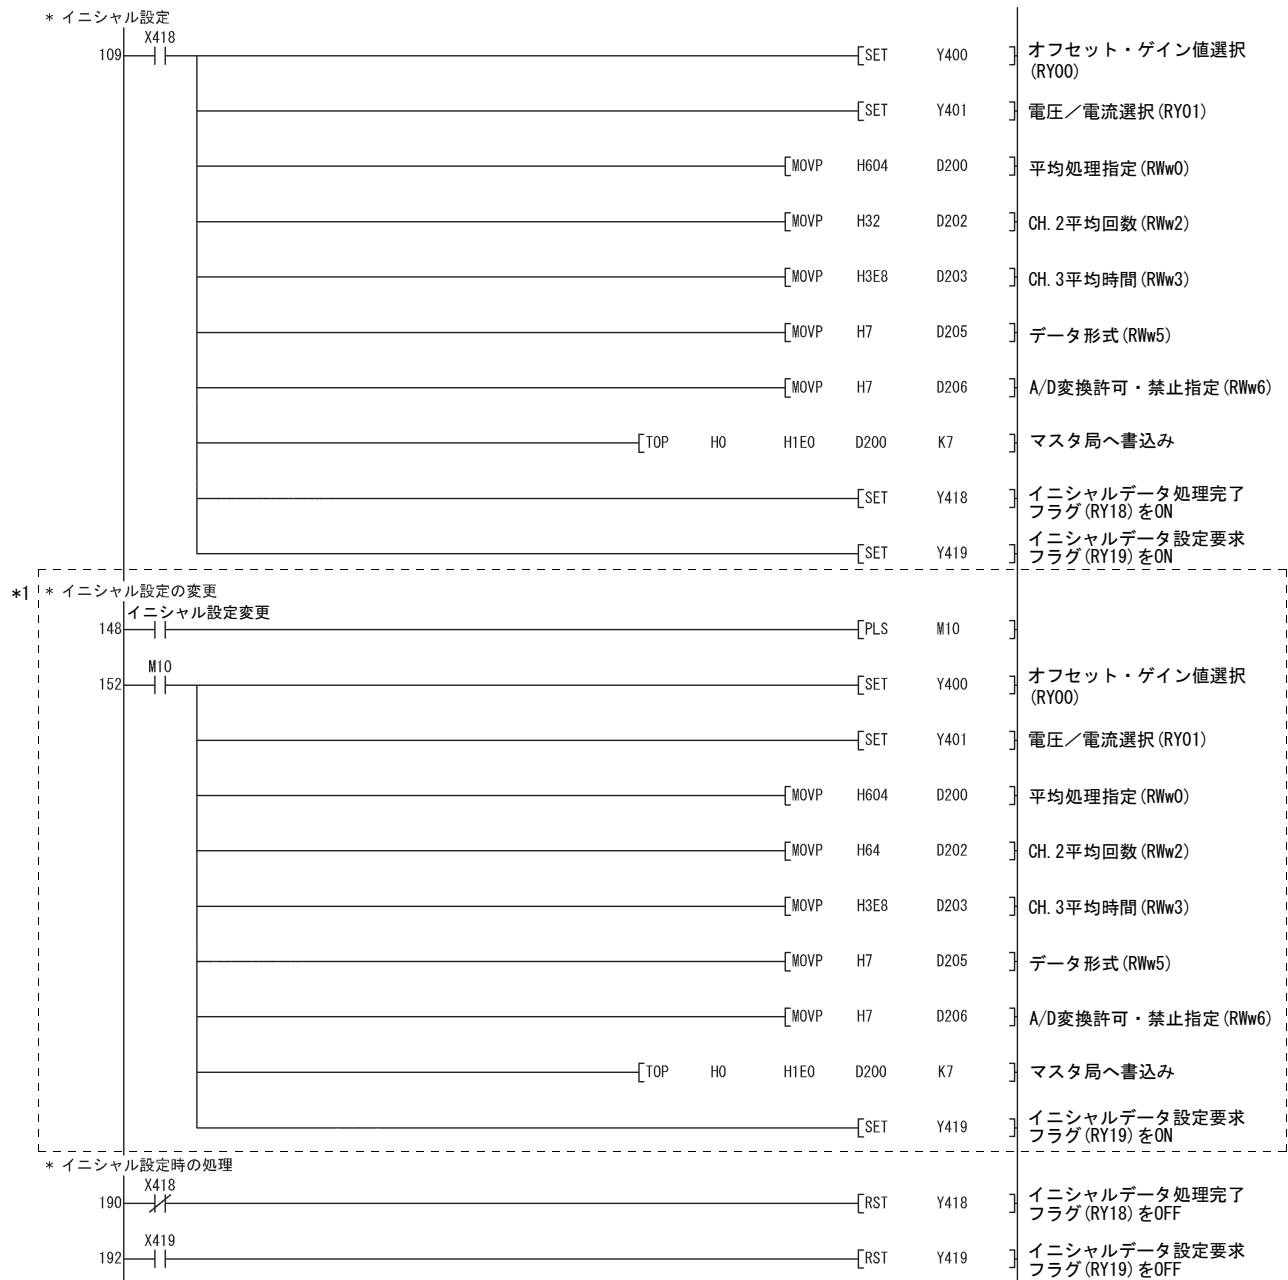 * イニシャル設定
X418
109 SET Y400 オフセット・ゲイン値選択
(RY00)
SET Y401 電圧／電流選択(RY01)
MOVP H604 D200 平均処理指定(RWw0)
MOVP H32 D202 CH.2平均回数(RWw2)
MOVP H3E8 D203 CH.3平均時間(RWw3)
MOVP H7 D205 データ形式(RWw5)
MOVP H7 D206 A/D変換許可・禁止指定(RWw6)
TOP H0 H1E0 D200 K7 マスタ局へ書込み
SET Y418 イニシャルデータ処理完了
フラグ(RY18)をON
SET Y419 イニシャルデータ設定要求
フラグ(RY19)をON
*1 * イニシャル設定の変更
イニシャル設定変更
148 PLS M10
M10
152 SET Y400 オフセット・ゲイン値選択
(RY00)
SET Y401 電圧／電流選択(RY01)
MOVP H604 D200 平均処理指定(RWw0)
MOVP H64 D202 CH.2平均回数(RWw2)
MOVP H3E8 D203 CH.3平均時間(RWw3)
MOVP H7 D205 データ形式(RWw5)
MOVP H7 D206 A/D変換許可・禁止指定(RWw6)
TOP H0 H1E0 D200 K7 マスタ局へ書込み
SET Y419 イニシャルデータ設定要求
フラグ(RY19)をON
* イニシャル設定時の処理
X418
190 RST Y418 イニシャルデータ処理完了
フラグ(RY18)をOFF
X419
192 RST Y419 イニシャルデータ設定要求
フラグ(RY19)をOFF